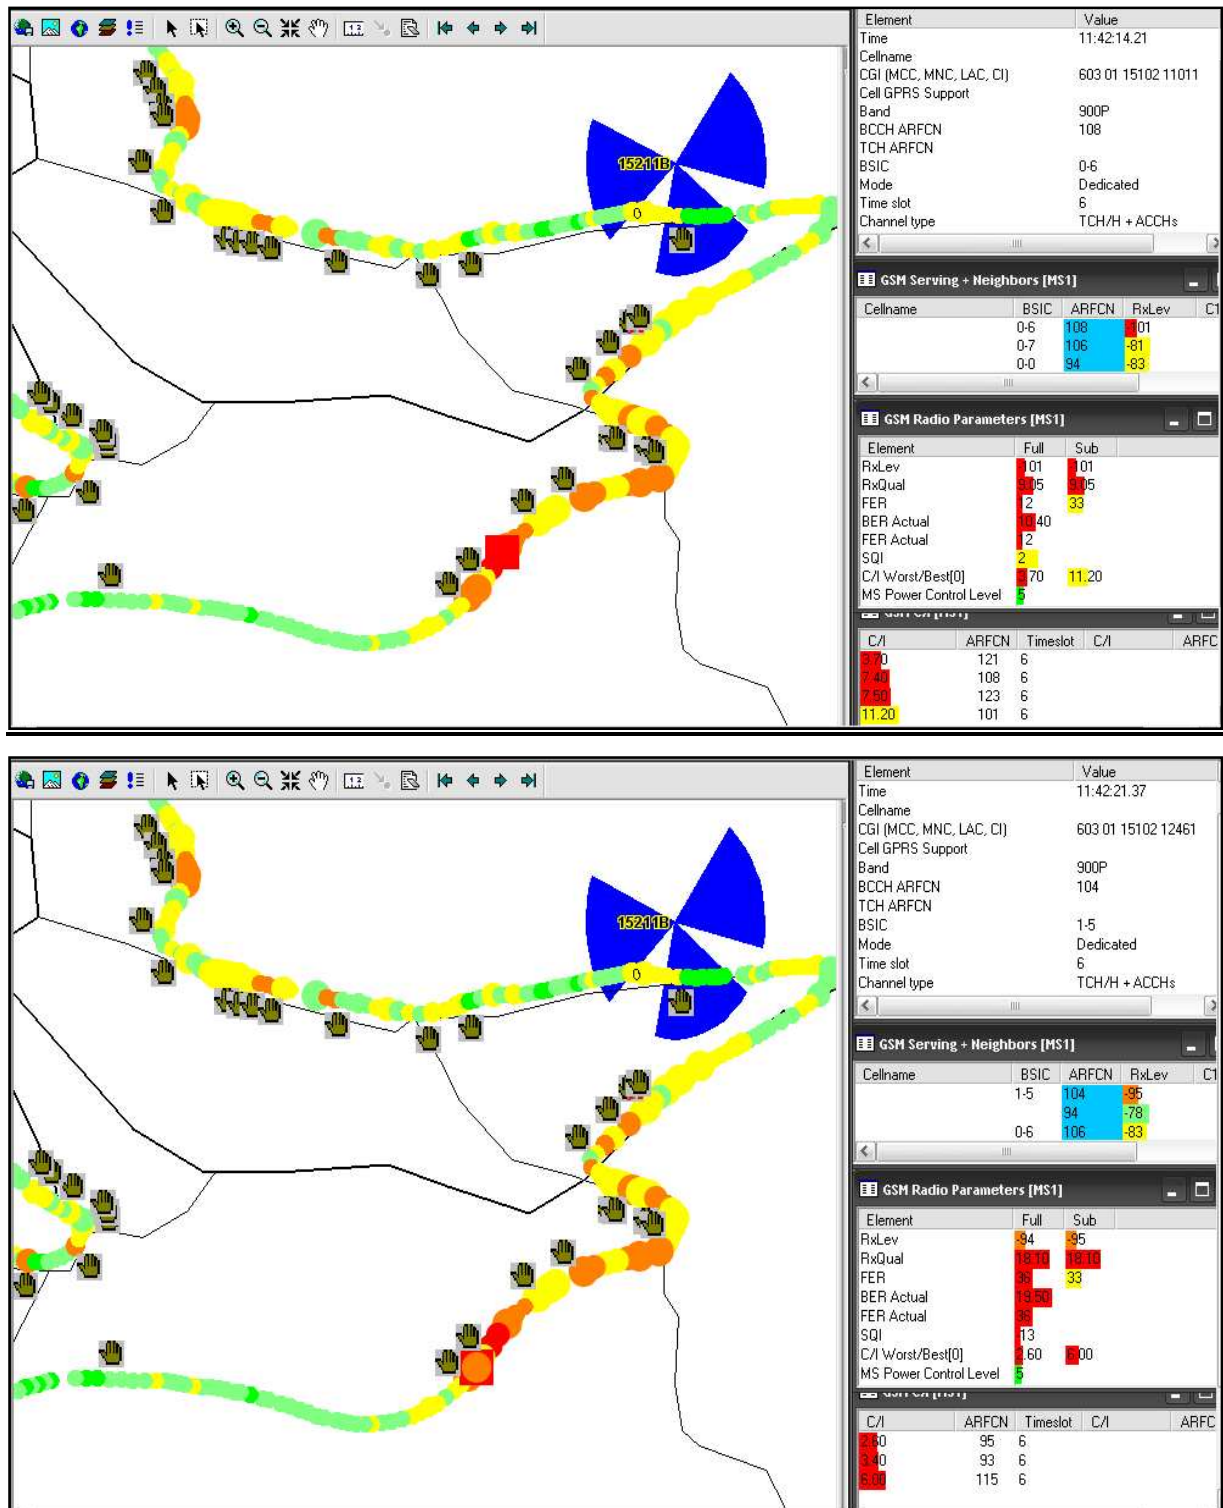 Element Value
Time 11:42:14.21
Cellname
CGI (MCC, MNC, LAC, CI) 603 01 15102 11011
Cell GPRS Support
Band 900P
BCCH ARFCN 108
TCH ARFCN
BSIC 0-6
Mode Dedicated
Time slot 6
Channel type TCH/H + ACCHs
15211B
0
GSM Serving + Neighbors [MS1]
Cellname BSIC ARFCN RxLev C1
0-6 108 -101
0-7 106 -81
0-0 94 -83
GSM Radio Parameters [MS1]
Element Full Sub
RxLev -101 -101
RxQual 9.05 9.05
FER 12 33
BER Actual 10.40
FER Actual 12
SQI 2
C/I Worst/Best[0] 3.70 11.20
MS Power Control Level 5
C/I ARFCN Timeslot C/I ARFC
3.70 121 6
7.40 108 6
7.50 123 6
11.20 101 6
Element Value
Time 11:42:21.37
Cellname
CGI (MCC, MNC, LAC, CI) 603 01 15102 12461
Cell GPRS Support
Band 900P
BCCH ARFCN 104
TCH ARFCN
BSIC 1-5
Mode Dedicated
Time slot 6
Channel type TCH/H + ACCHs
15211B
0
GSM Serving + Neighbors [MS1]
Cellname BSIC ARFCN RxLev C1
1-5 104 -95
94 -78
0-6 106 -83
GSM Radio Parameters [MS1]
Element Full Sub
RxLev -94 -95
RxQual 18.10 18.10
FER 36 33
BER Actual 19.50
FER Actual 36
SQI 13
C/I Worst/Best[0] 2.60 6.00
MS Power Control Level 5
C/I ARFCN Timeslot C/I ARFC
2.60 95 6
3.40 93 6
6.00 115 6